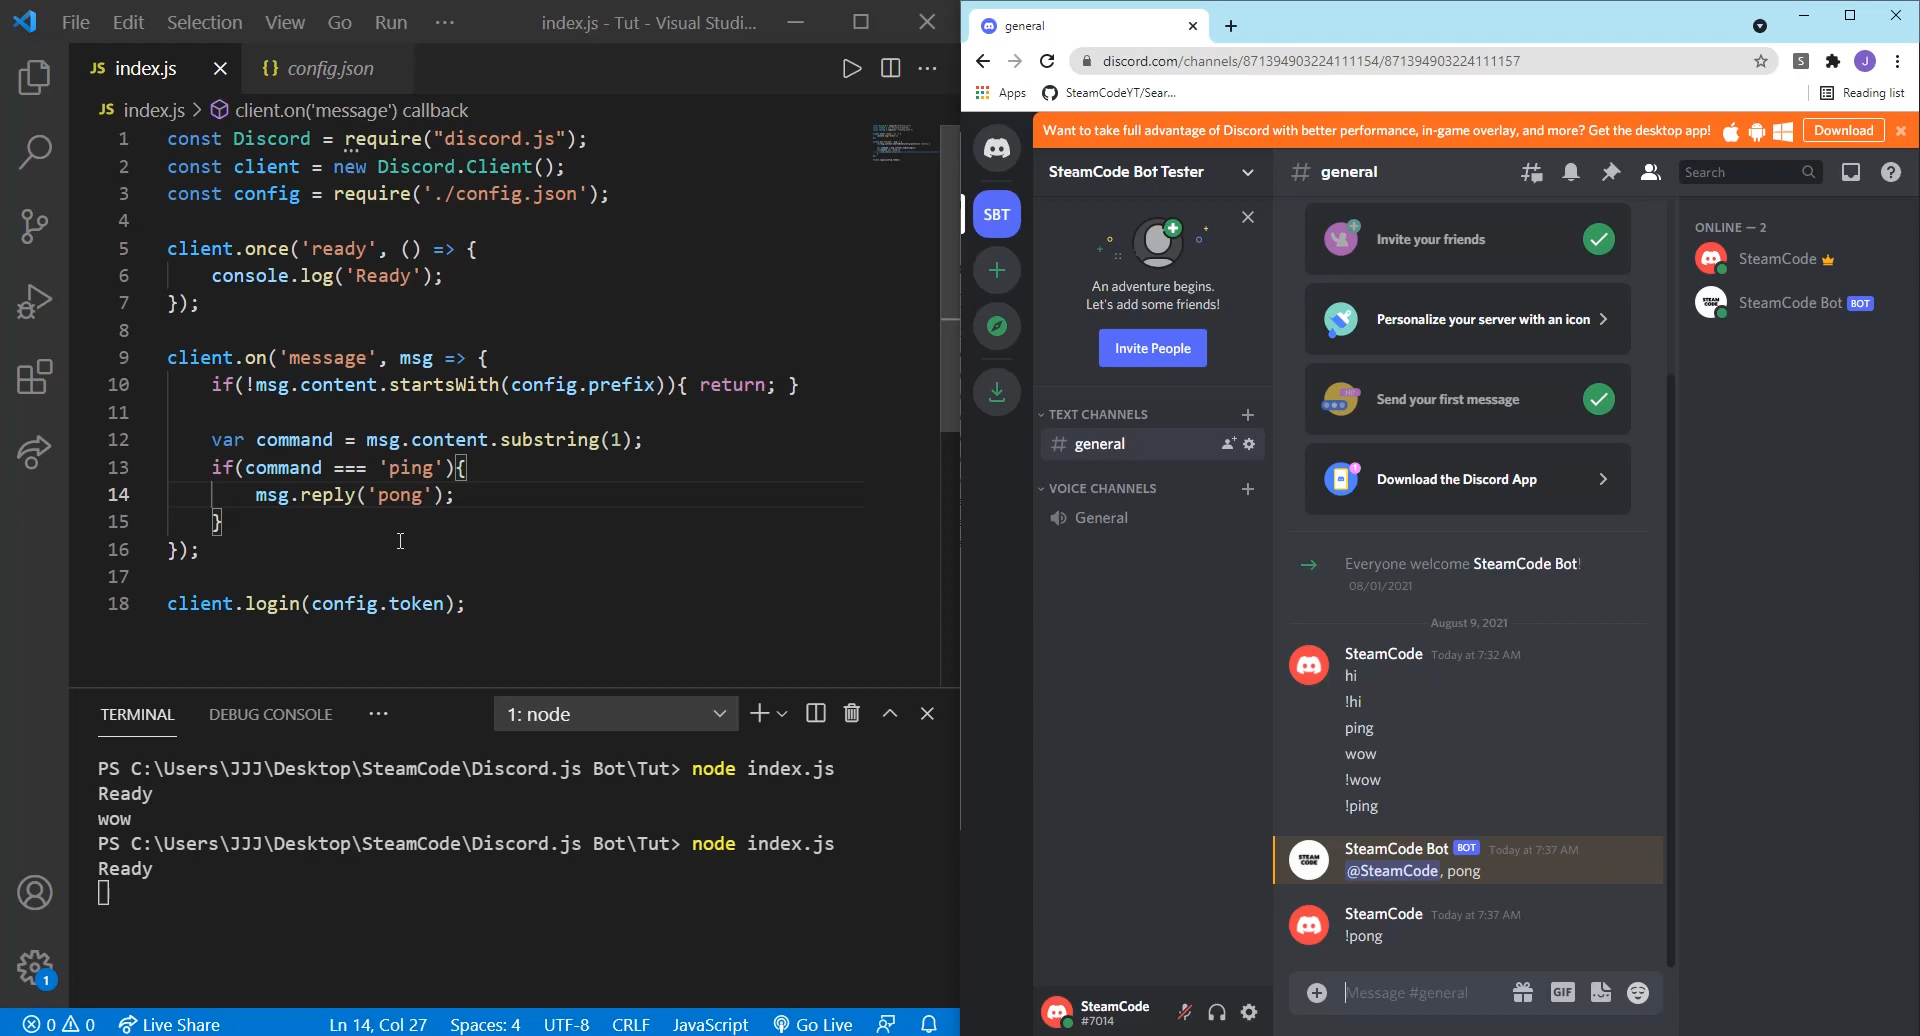 File Edit Selection View Go Run ··· index.js - Tut - Visual Studi...
JS index.js {} config.json
JS index.js > client.on('message') callback
1 const Discord = require("discord.js");
2 const client = new Discord.Client();
3 const config = require('./config.json');
4
5 client.once('ready', () => {
6 console.log('Ready');
7 });
8
9 client.on('message', msg => {
10 if(!msg.content.startsWith(config.prefix)){ return; }
11
12 var command = msg.content.substring(1);
13 if(command === 'ping'){
14 msg.reply('pong');
15 }
16 });
17
18 client.login(config.token);
TERMINAL DEBUG CONSOLE ··· 1: node
PS C:\Users\JJJ\Desktop\SteamCode\Discord.js Bot\Tut> node index.js
Ready
wow
PS C:\Users\JJJ\Desktop\SteamCode\Discord.js Bot\Tut> node index.js
Ready
1
0 0 Live Share Ln 14, Col 27 Spaces: 4 UTF-8 CRLF JavaScript Go Live
general
discord.com/channels/871394903224111154/871394903224111157 S J
Apps SteamCodeYT/Sear... Reading list
Want to take full advantage of Discord with better performance, in-game overlay, and more? Get the desktop app! Download
SBT
SteamCode Bot Tester
An adventure begins.
Let's add some friends!
Invite People
TEXT CHANNELS
# general
VOICE CHANNELS
General
SteamCode
#7014
# general Search
Invite your friends
Personalize your server with an icon
Send your first message
Download the Discord App
Everyone welcome SteamCode Bot!
08/01/2021
August 9, 2021
SteamCode Today at 7:32 AM
hi
!hi
ping
wow
!wow
!ping
STEAM CODE
SteamCode Bot BOT Today at 7:37 AM
@SteamCode, pong
SteamCode Today at 7:37 AM
!pong
Message #general GIF
ONLINE — 2
SteamCode
STEAM CODE
SteamCode Bot BOT